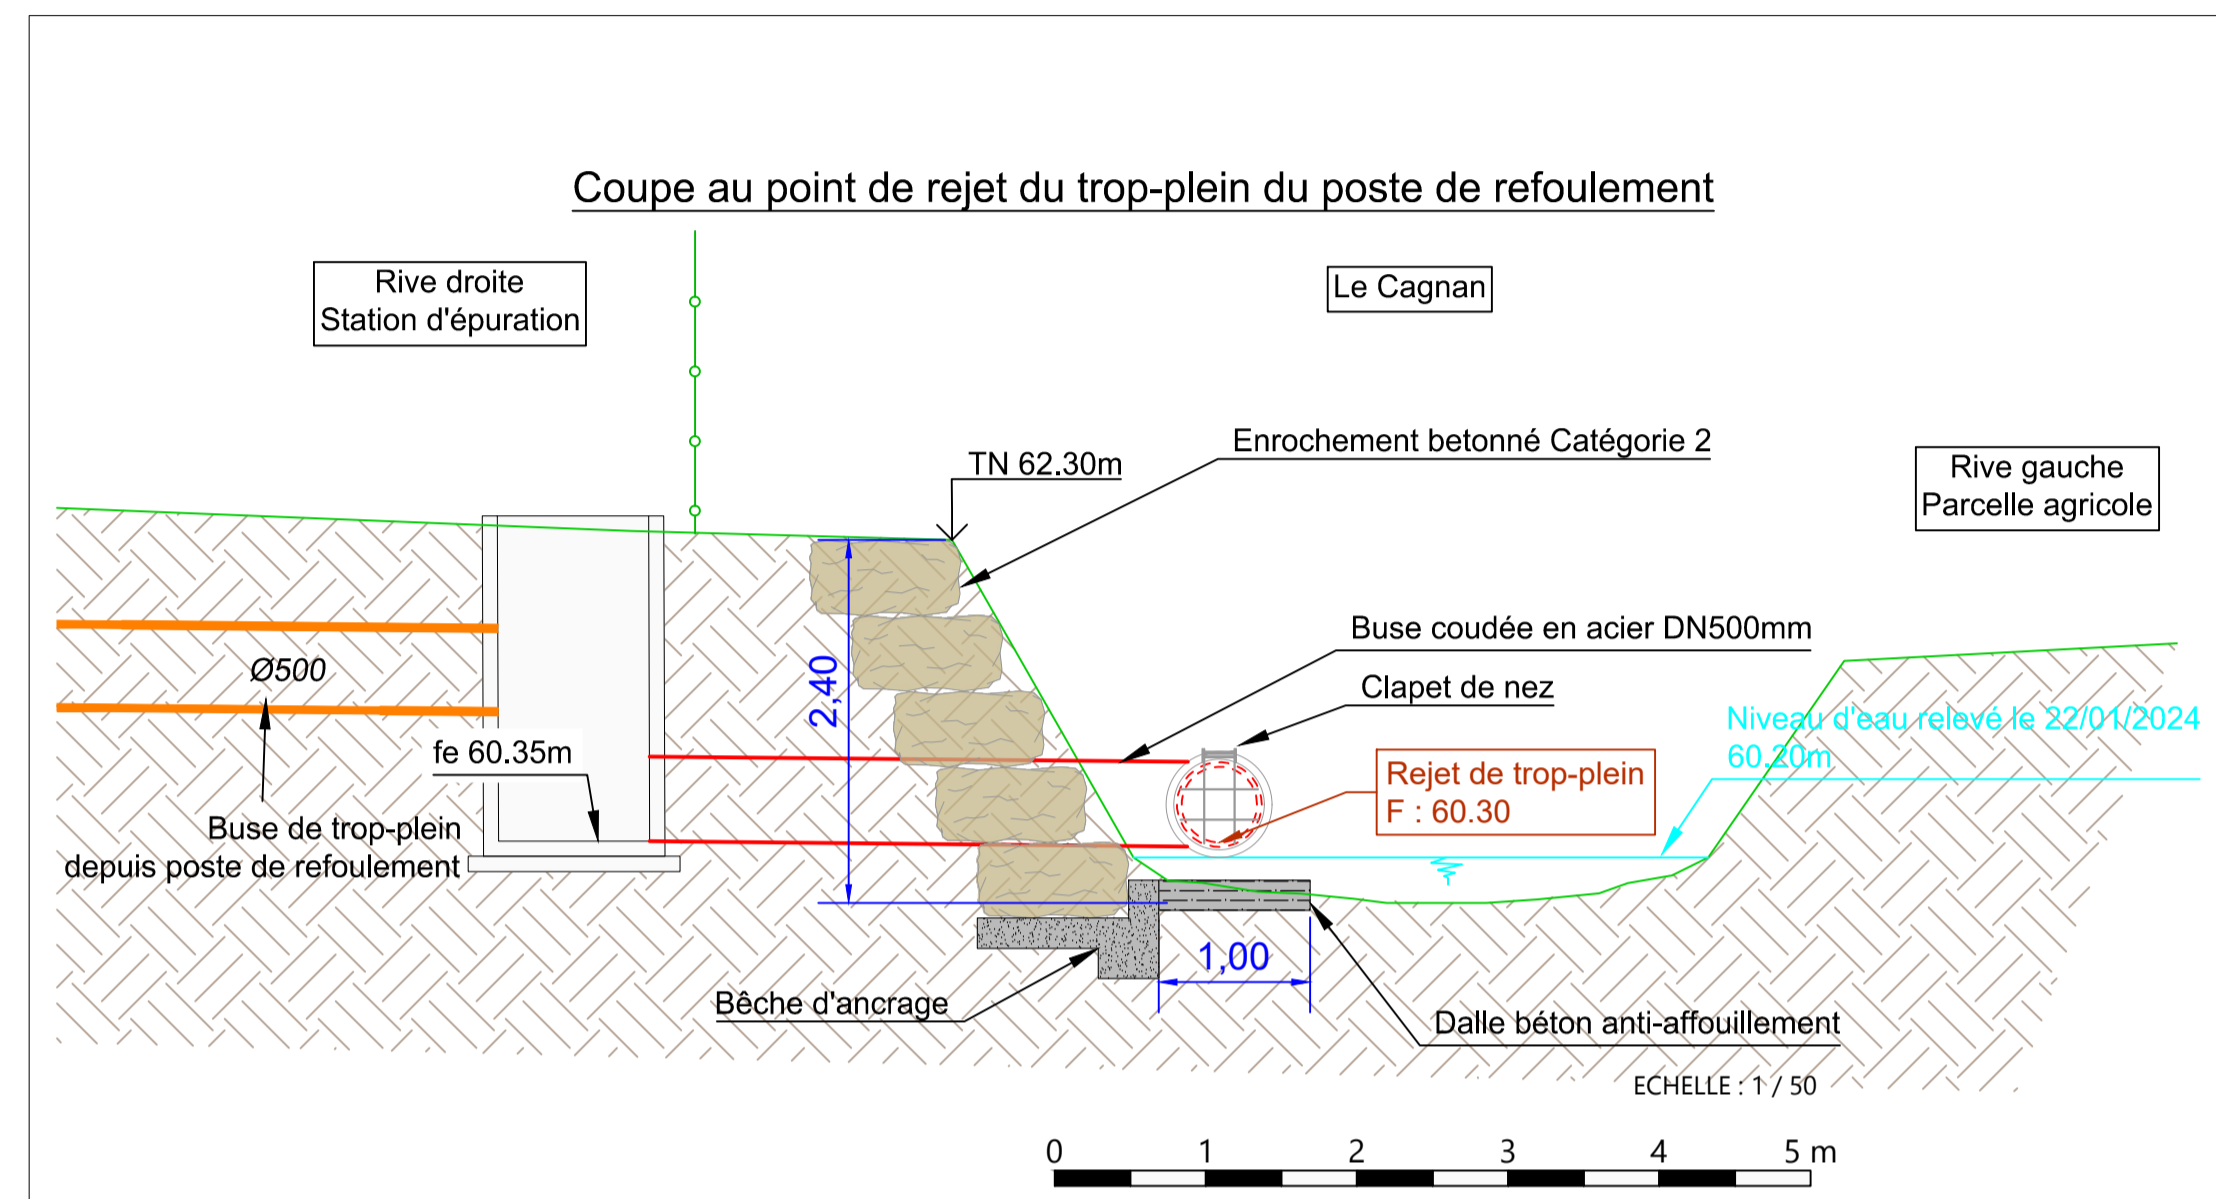 Coupe au point de rejet du trop-plein du poste de refoulement
Rive droite
Station d'épuration
Le Cagnan
Rive gauche
Parcelle agricole
TN 62.30m
Enrochement betonné Catégorie 2
Buse coudée en acier DN500mm
Clapet de nez
Ø500
2,40
fe 60.35m
Niveau d'eau relevé le 22/01/2024
60.20m
Rejet de trop-plein
F : 60.30
Buse de trop-plein
depuis poste de refoulement
1,00
Bêche d'ancrage
Dalle béton anti-affouillement
ECHELLE : 1 / 50
0 1 2 3 4 5 m